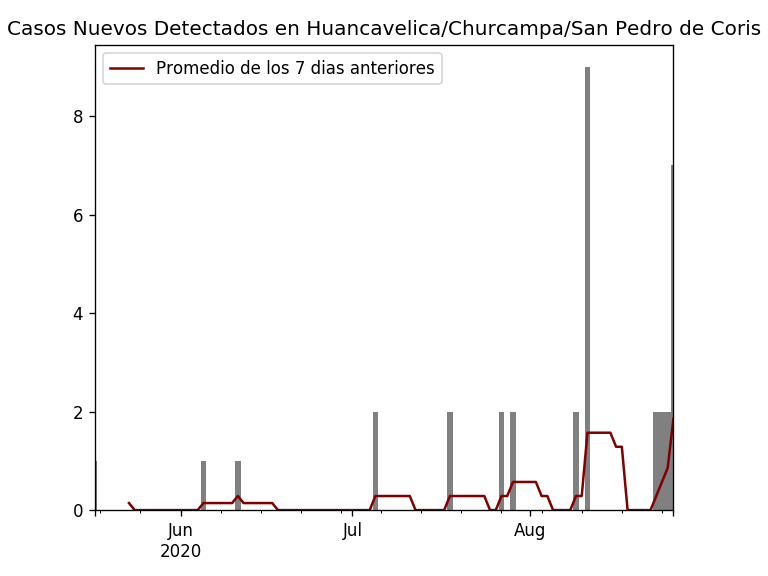 Casos Nuevos Detectados en Huancavelica/Churcampa/San Pedro de Coris
Promedio de los 7 dias anteriores
8
6
4
2
0
Jun
2020
Jul
Aug